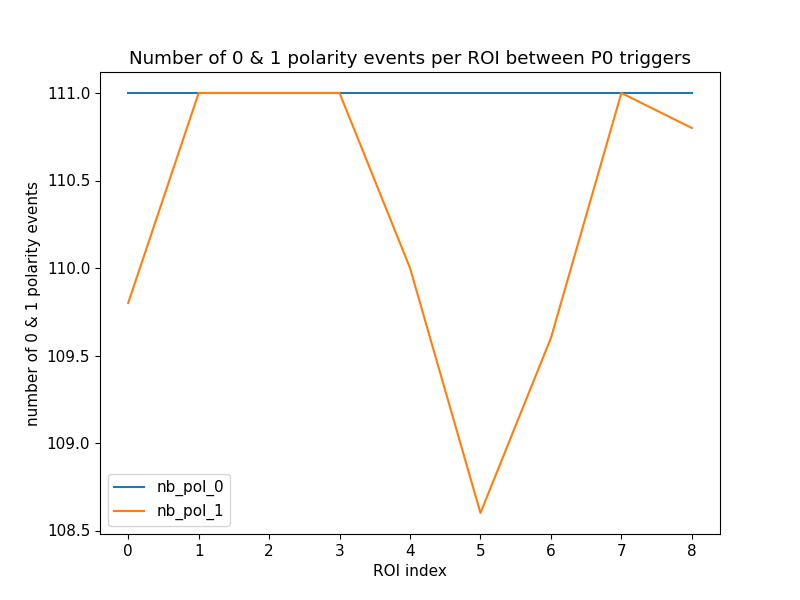 Number of 0 & 1 polarity events per ROI between P0 triggers
number of 0 & 1 polarity events
111.0
110.5
110.0
109.5
109.0
108.5
nb_pol_0
nb_pol_1
0 1 2 3 4 5 6 7 8
ROI index